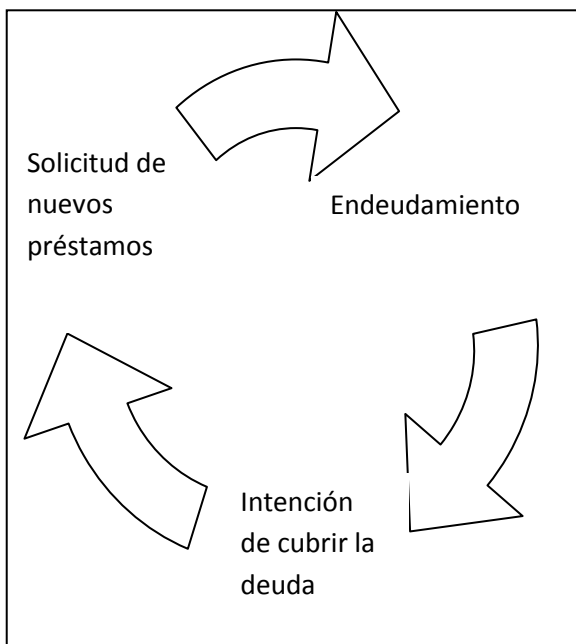 Solicitud de
nuevos
préstamos
Endeudamiento
Intención
de cubrir la
deuda